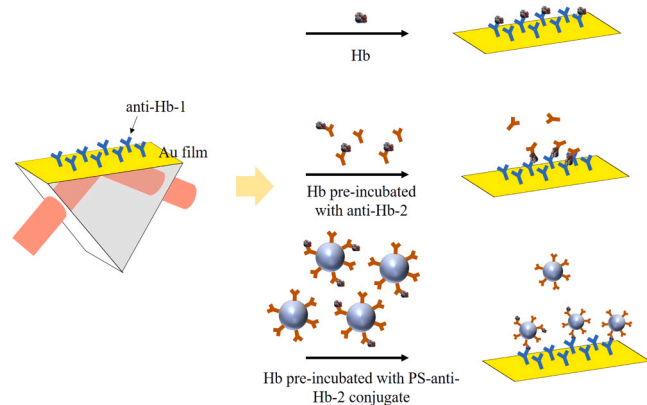 Hb
anti-Hb-1
Au film
Hb pre-incubated
with anti-Hb-2
Hb pre-incubated with PS-anti-
Hb-2 conjugate